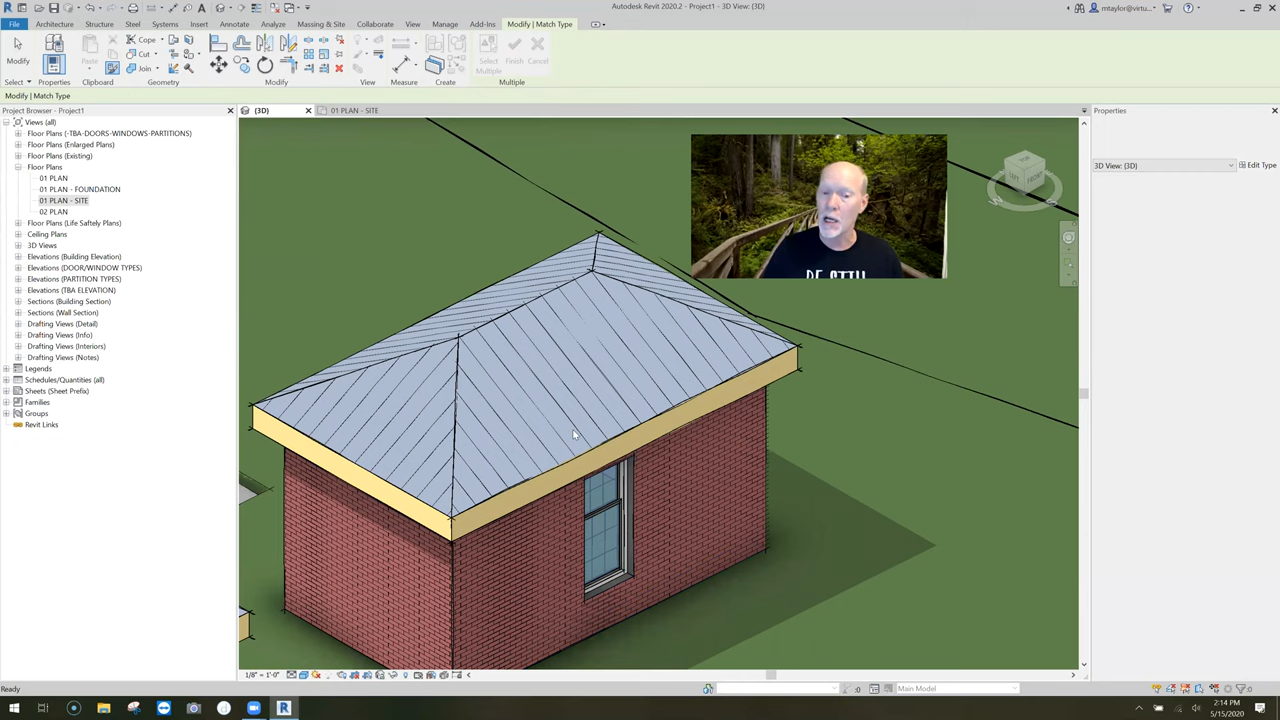 Autodesk Revit 2020.2 - Project1 - 3D View: {3D}
mtaylor@virtu...
File
Architecture
Structure
Steel
Systems
Insert
Annotate
Analyze
Massing & Site
Collaborate
View
Manage
Add-Ins
Modify | Match Type
Modify
Paste
Cope
Cut
Join
Select
Multiple
Finish
Cancel
Select
Properties
Clipboard
Geometry
Modify
View
Measure
Create
Multiple
Modify | Match Type
Project Browser - Project1
Views (all)
Floor Plans (-TBA-DOORS-WINDOWS-PARTITIONS)
Floor Plans (Enlarged Plans)
Floor Plans (Existing)
Floor Plans
01 PLAN
01 PLAN - FOUNDATION
01 PLAN - SITE
02 PLAN
Floor Plans (Life Saftely Plans)
Ceiling Plans
3D Views
Elevations (Building Elevation)
Elevations (DOOR/WINDOW TYPES)
Elevations (PARTITION TYPES)
Elevations (TBA ELEVATION)
Sections (Building Section)
Sections (Wall Section)
Drafting Views (Detail)
Drafting Views (Info)
Drafting Views (Interiors)
Drafting Views (Notes)
Legends
Schedules/Quantities (all)
Sheets (Sheet Prefix)
Families
Groups
Revit Links
{3D}
01 PLAN - SITE
LEFT
FRONT
BE STILL
Properties
3D View: {3D}
Edit Type
1/8" = 1'-0"
Ready
:0
Main Model
:0
2:14 PM
5/15/2020